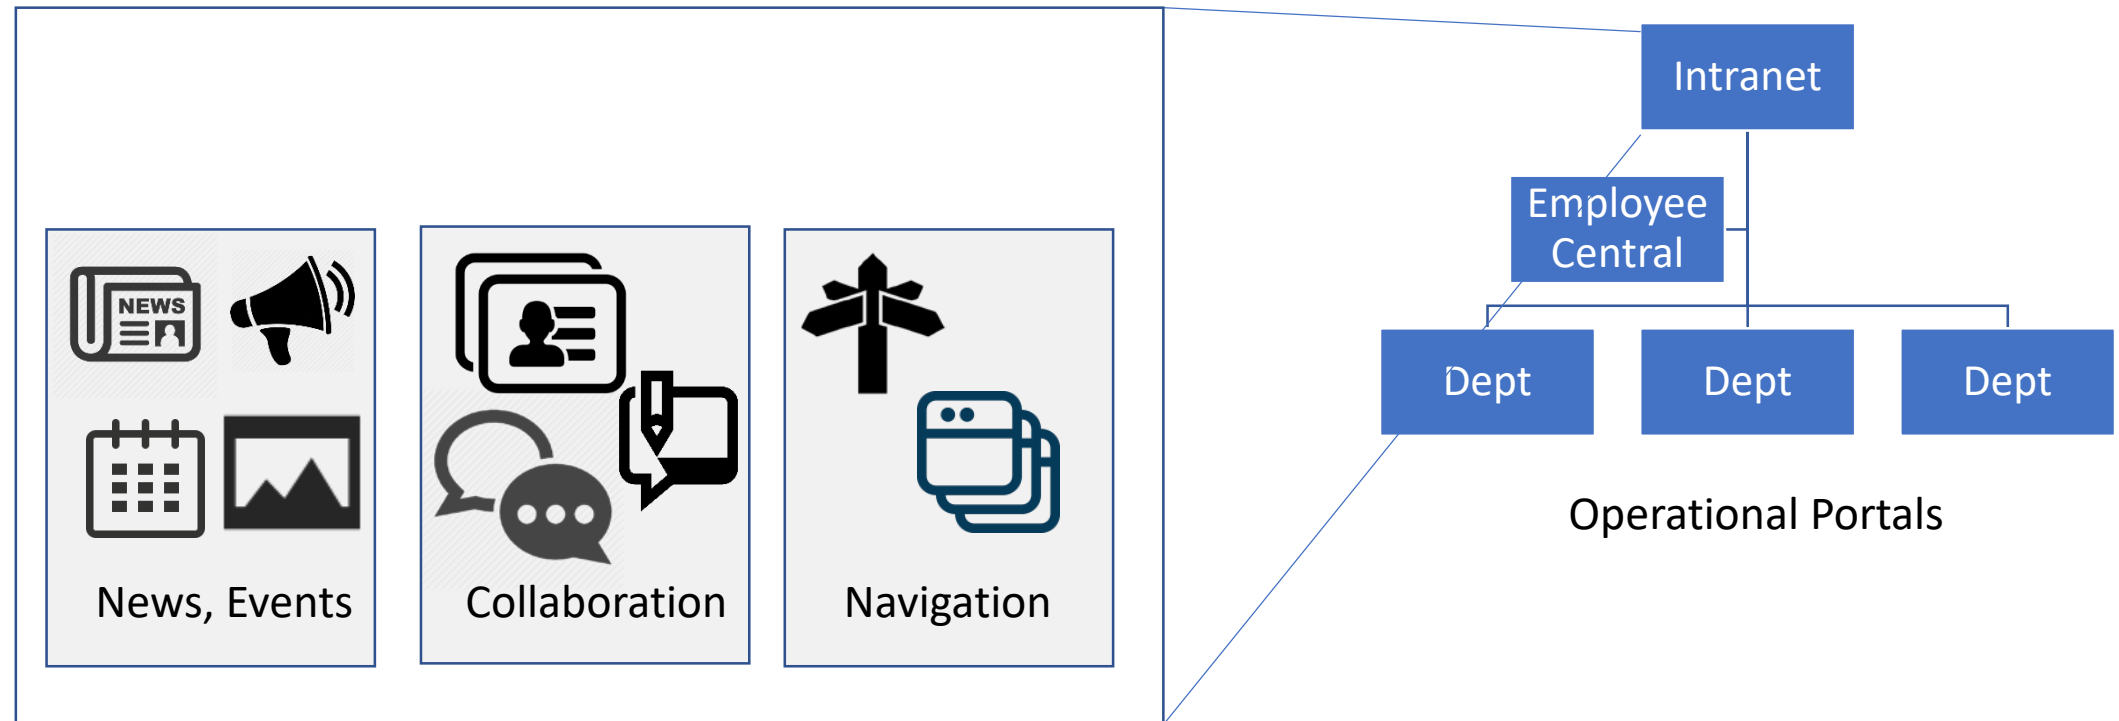 NEWS
News, Events
Collaboration
Navigation
Intranet
Employee
Central
Dept
Dept
Dept
Operational Portals